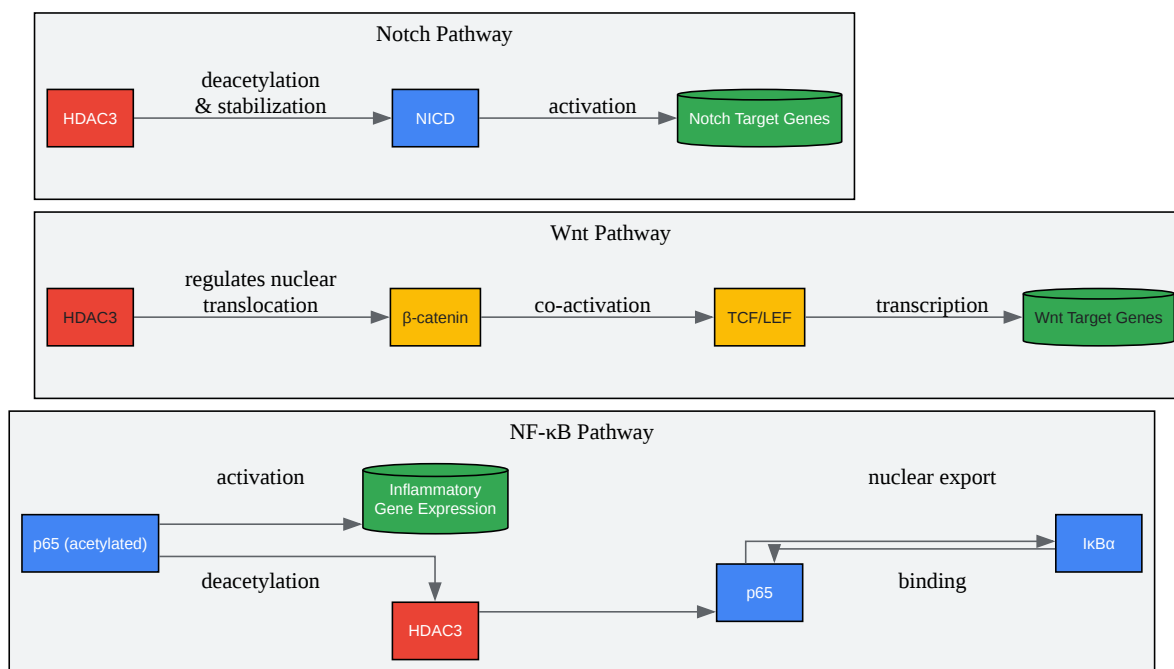 Notch Pathway
deacetylation
& stabilization
activation
HDAC3
NICD
Notch Target Genes
Wnt Pathway
regulates nuclear
translocation
co-activation
transcription
HDAC3
β-catenin
TCF/LEF
Wnt Target Genes
NF-κB Pathway
activation
nuclear export
Inflammatory
Gene Expression
p65 (acetylated)
IκBα
deacetylation
binding
p65
HDAC3